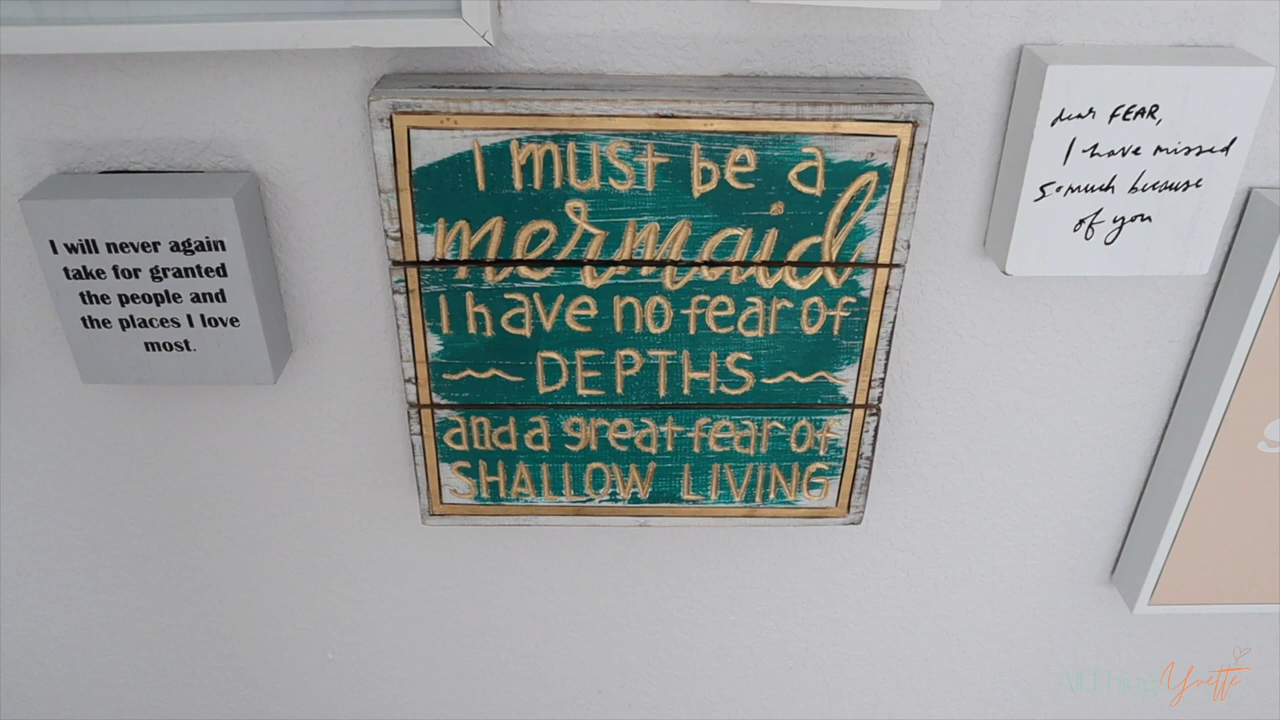 I will never again
take for granted
the people and
the places I love
most.
I must be a
mermaid
I have no fear of
DEPTHS
and a great fear of
SHALLOW LIVING
dear FEAR,
I have missed
so much because
of you
Yvette